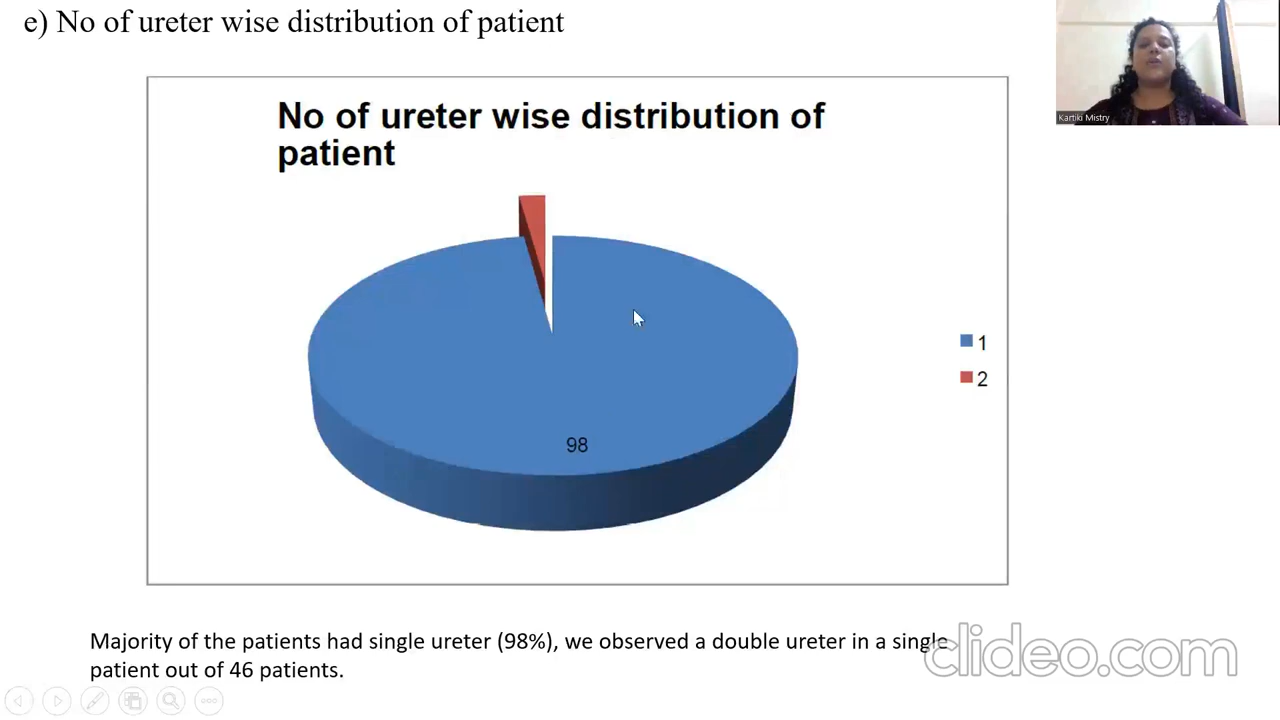 e) No of ureter wise distribution of patient
Kartiki Mistry
No of ureter wise distribution of
patient
1
2
98
Majority of the patients had single ureter (98%), we observed a double ureter in a single
patient out of 46 patients.
clideo.com